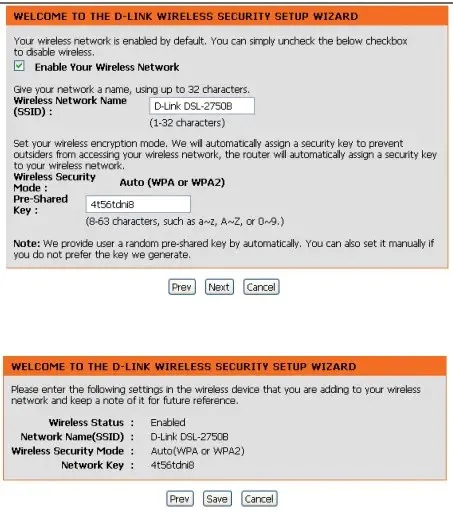 WELCOME TO THE D-LINK WIRELESS SECURITY SETUP WIZARD
Your wireless network is enabled by default. You can simply uncheck the below checkbox
to disable wireless.
Enable Your Wireless Network
Give your network a name, using up to 32 characters.
Wireless Network Name
(SSID) : D-Link DSL-2750B
(1-32 characters)
Set your wireless encryption mode. We will automatically assign a security key to prevent
outsiders from accessing your wireless network, the router will automatically assign a security key
to your wireless network.
Wireless Security
Mode : Auto (WPA or WPA2)
Pre-Shared
Key : 4t56tdni8
(8-63 characters, such as a~z, A~Z, or 0~9.)
Note: We provide user a random pre-shared key by automatically. You can also set it manually if
you do not prefer the key we generate.
Prev Next Cancel
WELCOME TO THE D-LINK WIRELESS SECURITY SETUP WIZARD
Please enter the following settings in the wireless device that you are adding to your wireless
network and keep a note of it for future reference.
Wireless Status : Enabled
Network Name(SSID) : D-Link DSL-2750B
Wireless Security Mode : Auto(WPA or WPA2)
Network Key : 4t56tdni8
Prev Save Cancel